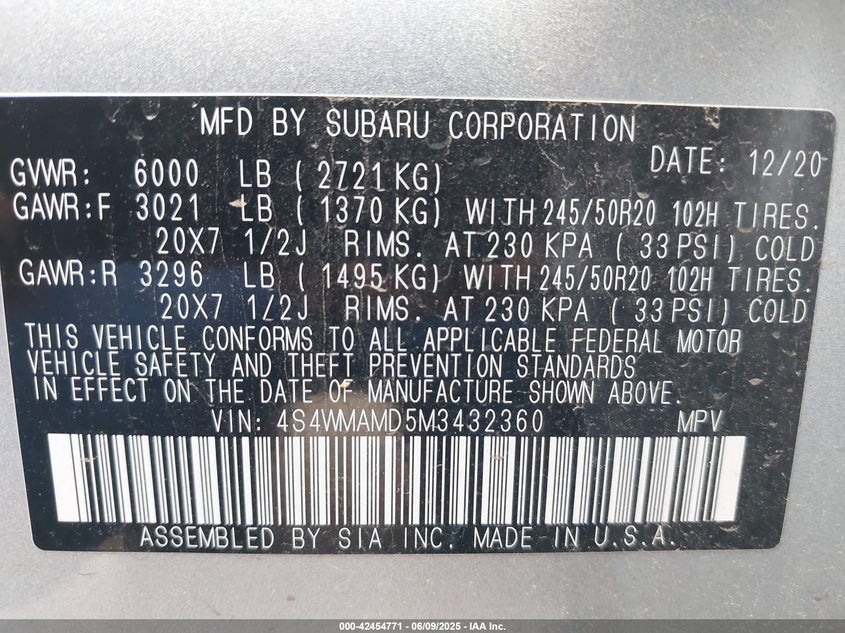 MFD BY SUBARU CORPORATION
DATE: 12/20
GVWR: 6000 LB ( 2721 KG)
GAWR:F 3021 LB ( 1370 KG) WITH 245/50R20 102H TIRES.
20X7 1/2J RIMS. AT 230 KPA ( 33 PSI) COLD
GAWR:R 3296 LB ( 1495 KG) WITH 245/50R20 102H TIRES.
20X7 1/2J RIMS. AT 230 KPA ( 33 PSI) COLD
THIS VEHICLE CONFORMS TO ALL APPLICABLE FEDERAL MOTOR
VEHICLE SAFETY AND THEFT PREVENTION STANDARDS
IN EFFECT ON THE DATE OF MANUFACTURE SHOWN ABOVE.
VIN: 4S4WMAMD5M3432360 MPV
ASSEMBLED BY SIA INC. MADE IN U.S.A.
000-42454771 - 06/09/2025 - IAA Inc.